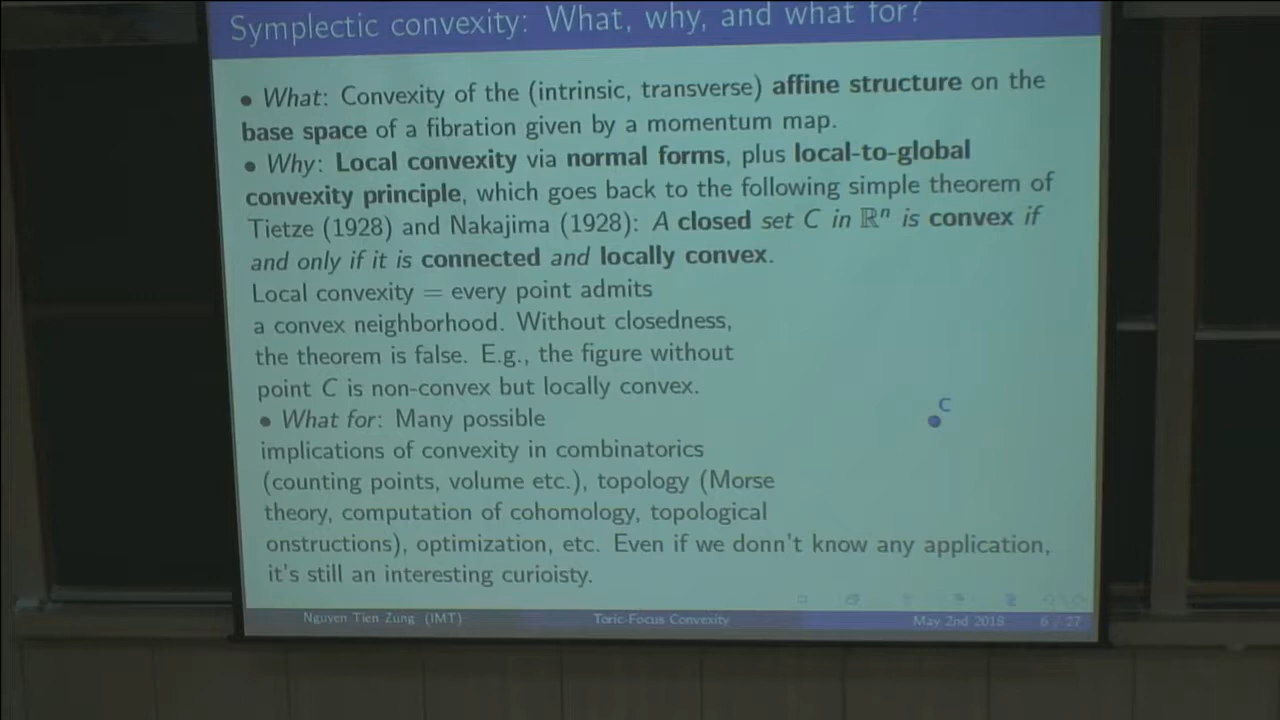 Symplectic convexity: What, why, and what for?
• What: Convexity of the (intrinsic, transverse) affine structure on the
base space of a fibration given by a momentum map.
• Why: Local convexity via normal forms, plus local-to-global
convexity principle, which goes back to the following simple theorem of
Tietze (1928) and Nakajima (1928): A closed set C in ℝⁿ is convex if
and only if it is connected and locally convex.
Local convexity = every point admits
a convex neighborhood. Without closedness,
the theorem is false. E.g., the figure without
point C is non-convex but locally convex.
C
• What for: Many possible
implications of convexity in combinatorics
(counting points, volume etc.), topology (Morse
theory, computation of cohomology, topological
onstructions), optimization, etc. Even if we donn't know any application,
it's still an interesting curioisty.
Nguyen Tien Zung (IMT) Toric-Focus Convexity May 2nd 2018 6 / 27